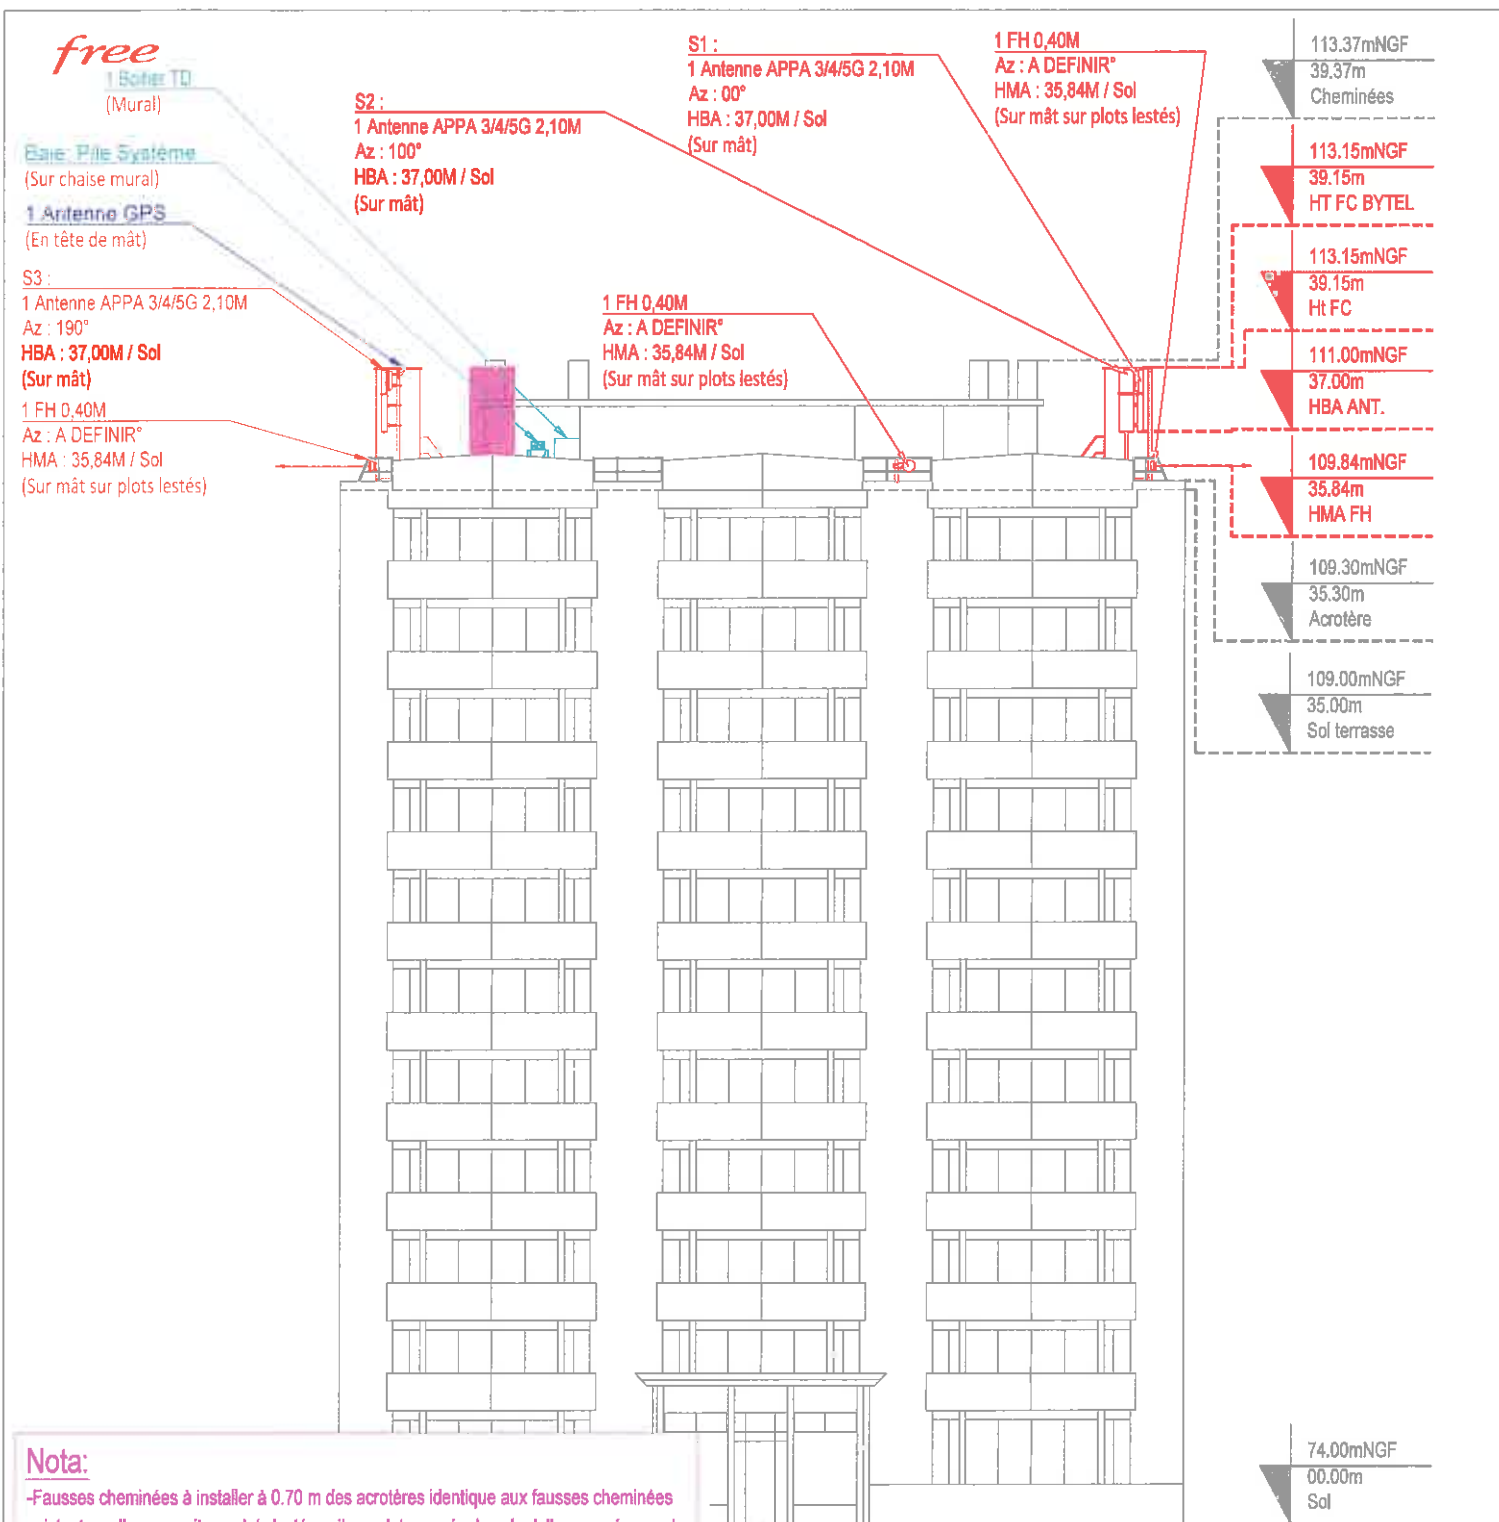 free
1 Boitier TD
(Mural)
Baie Pile Système
(Sur chaise mural)
1 Antenne GPS
(En tête de mât)
S3 :
1 Antenne APPA 3/4/5G 2,10M
Az : 190°
HBA : 37,00M / Sol
(Sur mât)
1 FH 0,40M
Az : A DEFINIR°
HMA : 35,84M / Sol
(Sur mât sur plots lestés)
S2 :
1 Antenne APPA 3/4/5G 2,10M
Az : 100°
HBA : 37,00M / Sol
(Sur mât)
1 FH 0,40M
Az : A DEFINIR°
HMA : 35,84M / Sol
(Sur mât sur plots lestés)
S1 :
1 Antenne APPA 3/4/5G 2,10M
Az : 00°
HBA : 37,00M / Sol
(Sur mât)
1 FH 0,40M
Az : A DEFINIR°
HMA : 35,84M / Sol
(Sur mât sur plots lestés)
113.37mNGF
39.37m
Cheminées
113.15mNGF
39.15m
HT FC BYTEL
113.15mNGF
39.15m
Ht FC
111.00mNGF
37.00m
HBA ANT.
109.84mNGF
35.84m
HMA FH
109.30mNGF
35.30m
Acrotère
109.00mNGF
35.00m
Sol terrasse
74.00mNGF
00.00m
Sol
Nota:
-Fausses cheminées à installer à 0.70 m des acrotères identique aux fausses cheminées